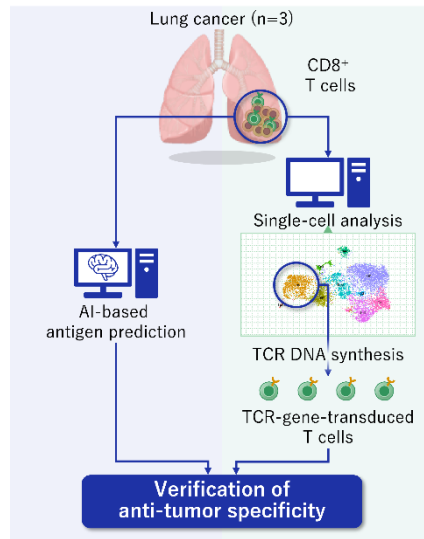 Lung cancer (n=3)
CD8⁺
T cells
Single-cell analysis
AI-based
antigen prediction
TCR DNA synthesis
TCR-gene-transduced
T cells
Verification of
anti-tumor specificity